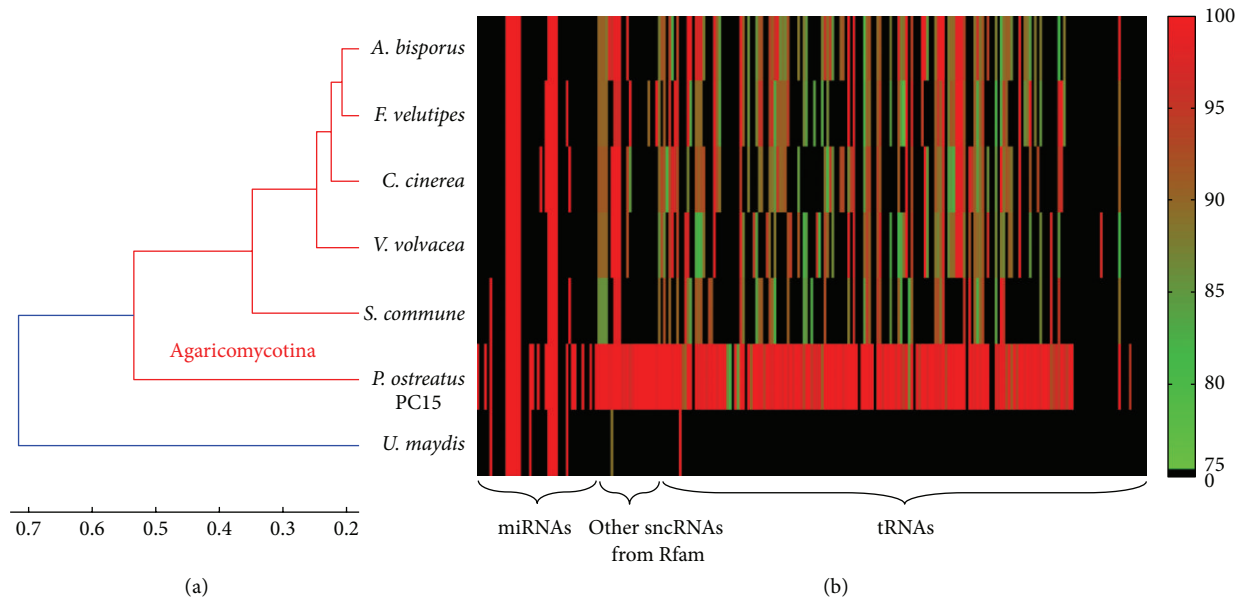 A. bisporus
F. velutipes
C. cinerea
V. volvacea
S. commune
Agaricomycotina
P. ostreatus
PC15
U. maydis
0.7 0.6 0.5 0.4 0.3 0.2
(a)
100
95
90
85
80
75
0
miRNAs
Other sncRNAs
from Rfam
tRNAs
(b)